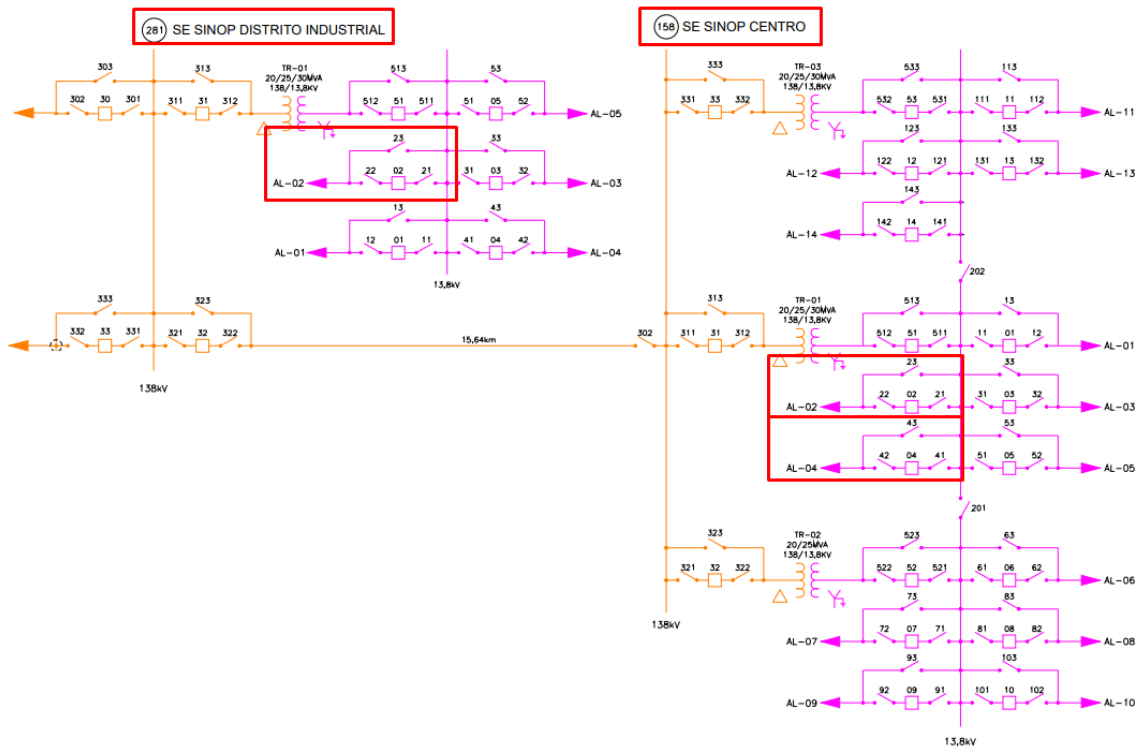 281 SE SINOP DISTRITO INDUSTRIAL
158 SE SINOP CENTRO
303 313
302 30 301 311 31 312
TR-01
20/25/30MVA
138/13,8KV
513 53
512 51 511 51 05 52 AL-05
23 33
AL-02 22 02 21 31 03 32 AL-03
13 43
AL-01 12 01 11 41 04 42 AL-04
13,8kV
333 323
332 33 331 321 32 322
15,64km
138kV
333
331 33 332
TR-03
20/25/30MVA
138/13,8KV
533 113
532 53 531 111 11 112 AL-11
123 133
AL-12 122 12 121 131 13 132 AL-13
143
AL-14 142 14 141
202
313
302 311 31 312
TR-01
20/25/30MVA
138/13,8KV
513 13
512 51 511 11 01 12 AL-01
23 33
AL-02 22 02 21 31 03 32 AL-03
43 53
AL-04 42 04 41 51 05 52 AL-05
201
323
321 32 322
TR-02
20/25MVA
138/13,8KV
523 63
522 52 521 61 06 62 AL-06
73 83
AL-07 72 07 71 81 08 82 AL-08
93 103
AL-09 92 09 91 101 10 102 AL-10
138kV
13,8kV